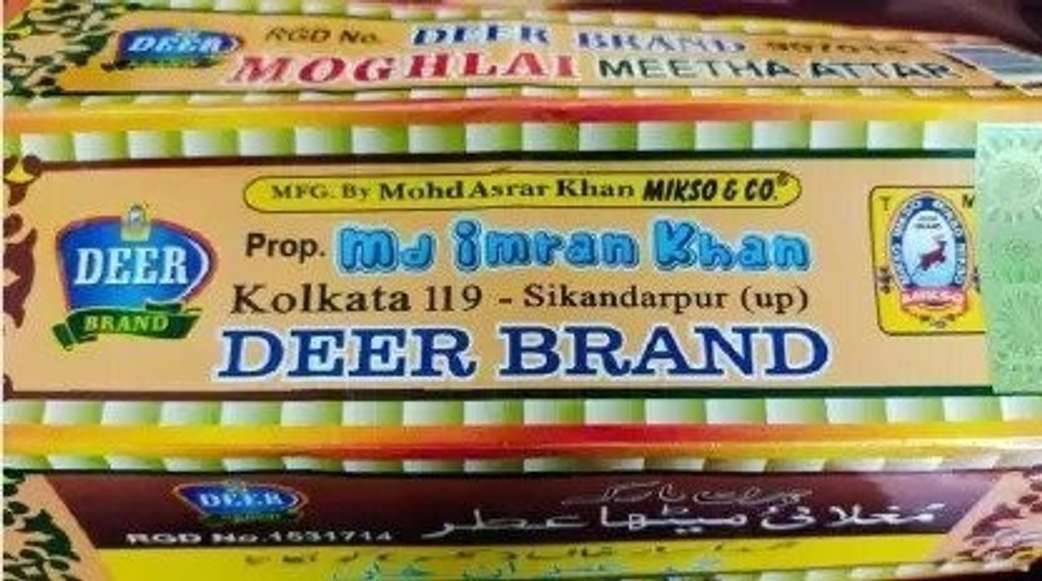 DEER
RGD No.
DEER BRAND
MOGHLAI MEETHA ATTAR
MFG. By Mohd Asrar Khan MIKSO & CO.®
DEER
BRAND
Prop. Md imran Khan
Kolkata 119 - Sikandarpur (up)
DEER BRAND
T M
MIKSO
DEER
مغلائی میٹھا عطر
RGD No.1531714